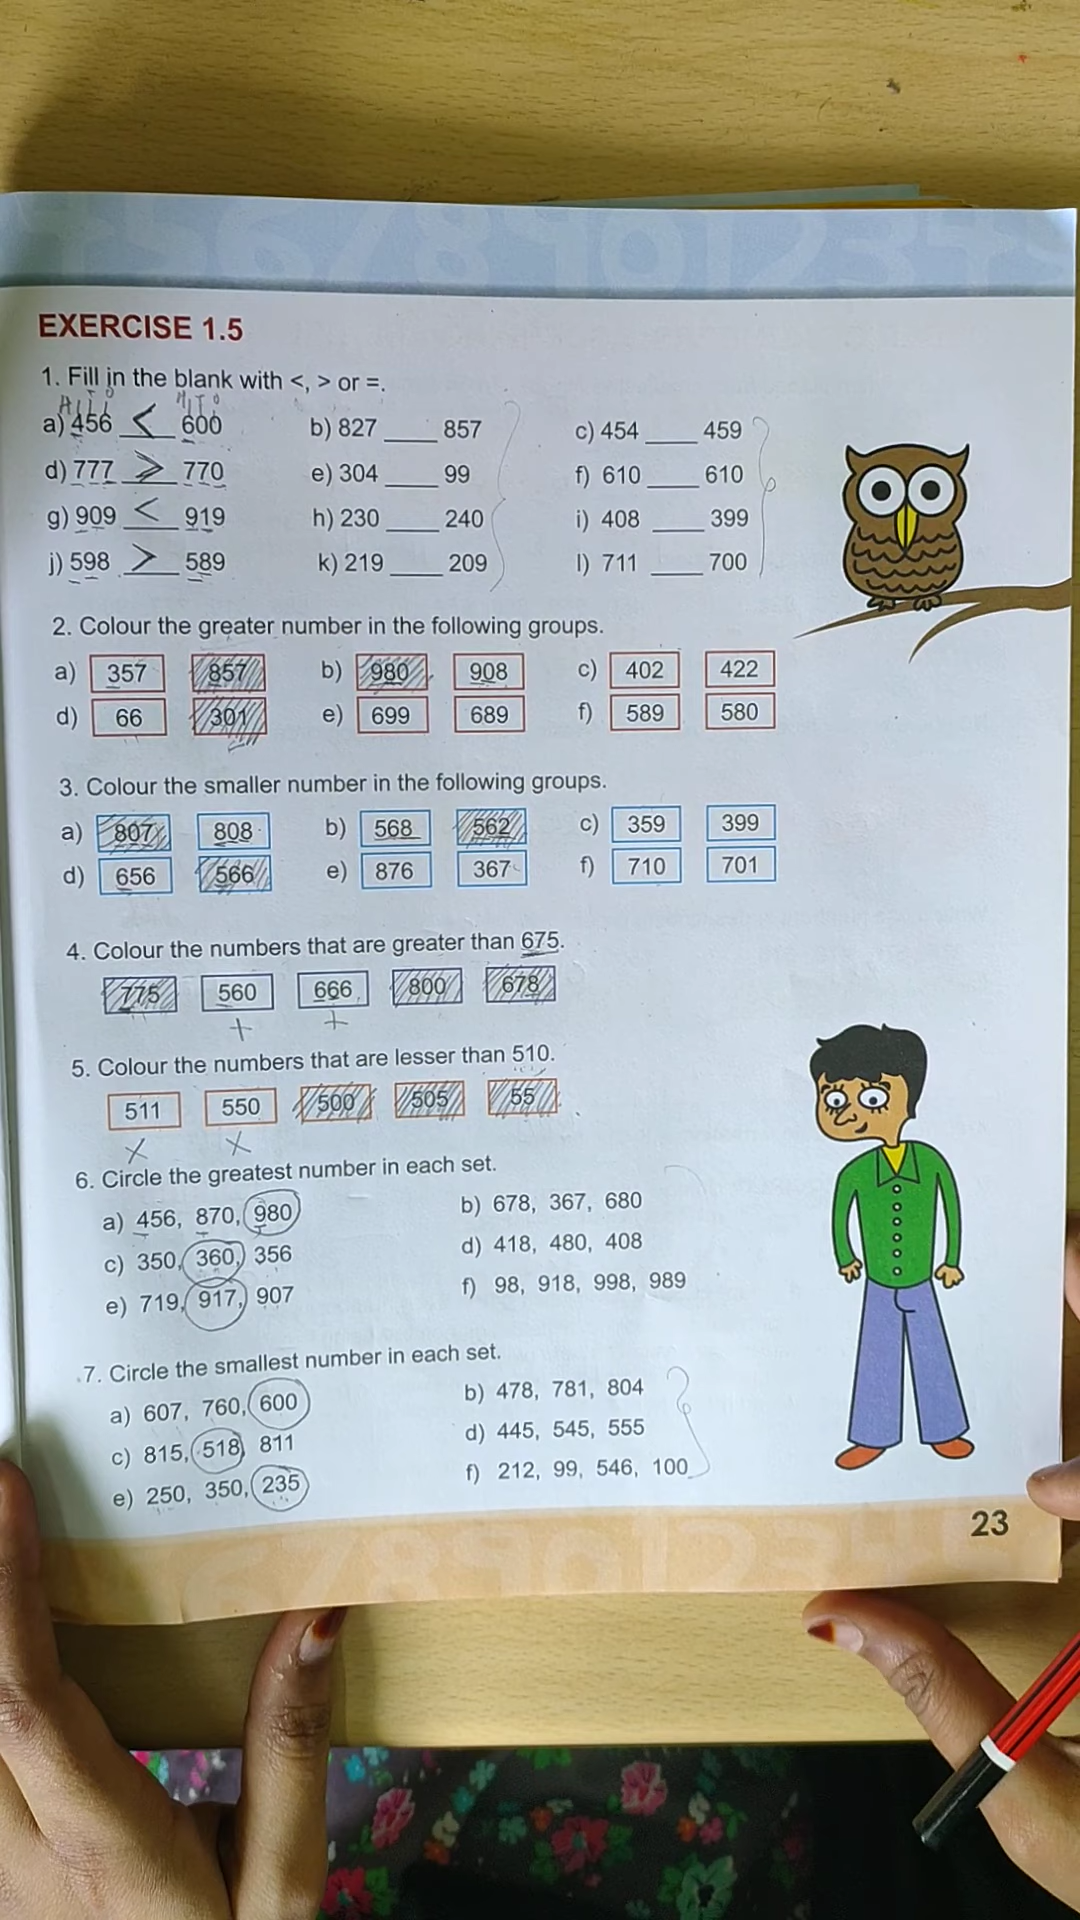 EXERCISE 1.5
1. Fill in the blank with <, > or =.
H T O H T O
a) 456 < 600 b) 827 ____ 857 c) 454 ____ 459
d) 777 > 770 e) 304 ____ 99 f) 610 ____ 610
g) 909 < 919 h) 230 ____ 240 i) 408 ____ 399
j) 598 > 589 k) 219 ____ 209 l) 711 ____ 700
2. Colour the greater number in the following groups.
a) 357 857 b) 980 908 c) 402 422
d) 66 301 e) 699 689 f) 589 580
3. Colour the smaller number in the following groups.
a) 807 808 b) 568 562 c) 359 399
d) 656 566 e) 876 367 f) 710 701
4. Colour the numbers that are greater than 675.
775 560 666 800 678
5. Colour the numbers that are lesser than 510.
511 550 500 505 55
6. Circle the greatest number in each set.
a) 456, 870, 980 b) 678, 367, 680
c) 350, 360, 356 d) 418, 480, 408
e) 719, 917, 907 f) 98, 918, 998, 989
7. Circle the smallest number in each set.
a) 607, 760, 600 b) 478, 781, 804
c) 815, 518, 811 d) 445, 545, 555
e) 250, 350, 235 f) 212, 99, 546, 100
23